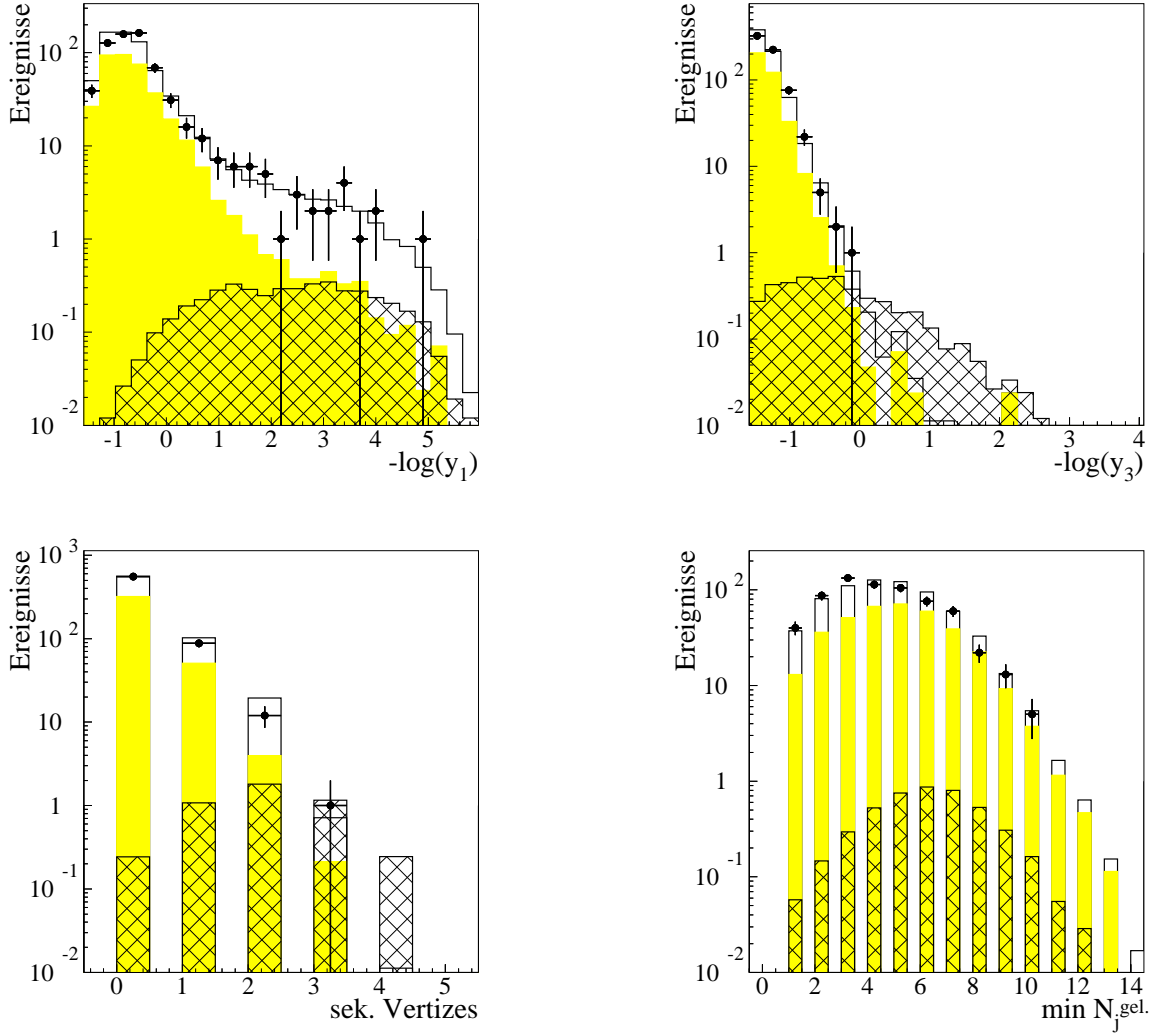 Ereignisse
10^2
10
1
10^-1
10^-2
-1 0 1 2 3 4 5
-log(y_1)
Ereignisse
10^2
10
1
10^-1
10^-2
-1 0 1 2 3 4
-log(y_3)
Ereignisse
10^3
10^2
10
1
10^-1
10^-2
0 1 2 3 4 5
sek. Vertizes
Ereignisse
10^2
10
1
10^-1
10^-2
0 2 4 6 8 10 12 14
min N_j^gel.